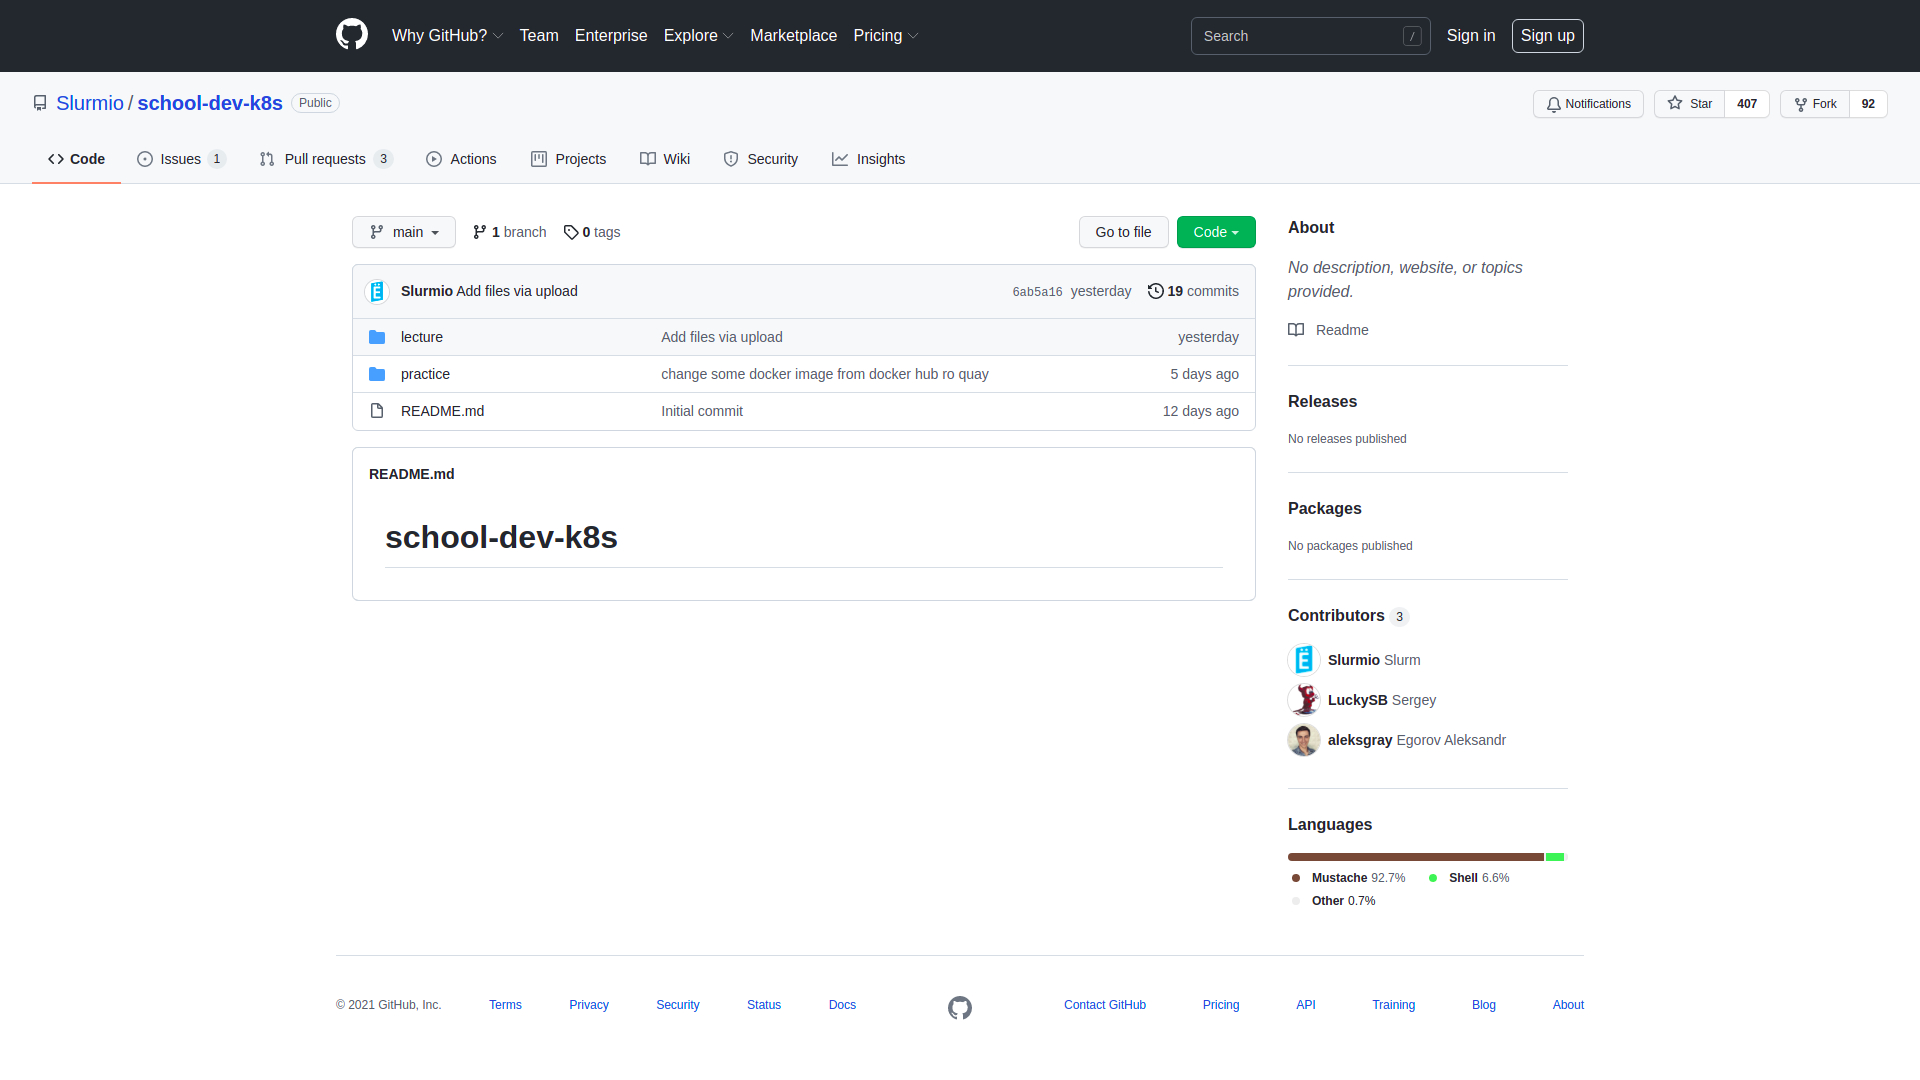 Why GitHub? Team Enterprise Explore Marketplace Pricing Search / Sign in Sign up
Slurmio / school-dev-k8s Public Notifications Star 407 Fork 92
Code Issues 1 Pull requests 3 Actions Projects Wiki Security Insights
main 1 branch 0 tags Go to file Code
Slurmio Add files via upload 6ab5a16 yesterday 19 commits
lecture Add files via upload yesterday
practice change some docker image from docker hub ro quay 5 days ago
README.md Initial commit 12 days ago
README.md
school-dev-k8s
About
No description, website, or topics
provided.
Readme
Releases
No releases published
Packages
No packages published
Contributors 3
Slurmio Slurm
LuckySB Sergey
aleksgray Egorov Aleksandr
Languages
Mustache 92.7% Shell 6.6%
Other 0.7%
© 2021 GitHub, Inc. Terms Privacy Security Status Docs Contact GitHub Pricing API Training Blog About